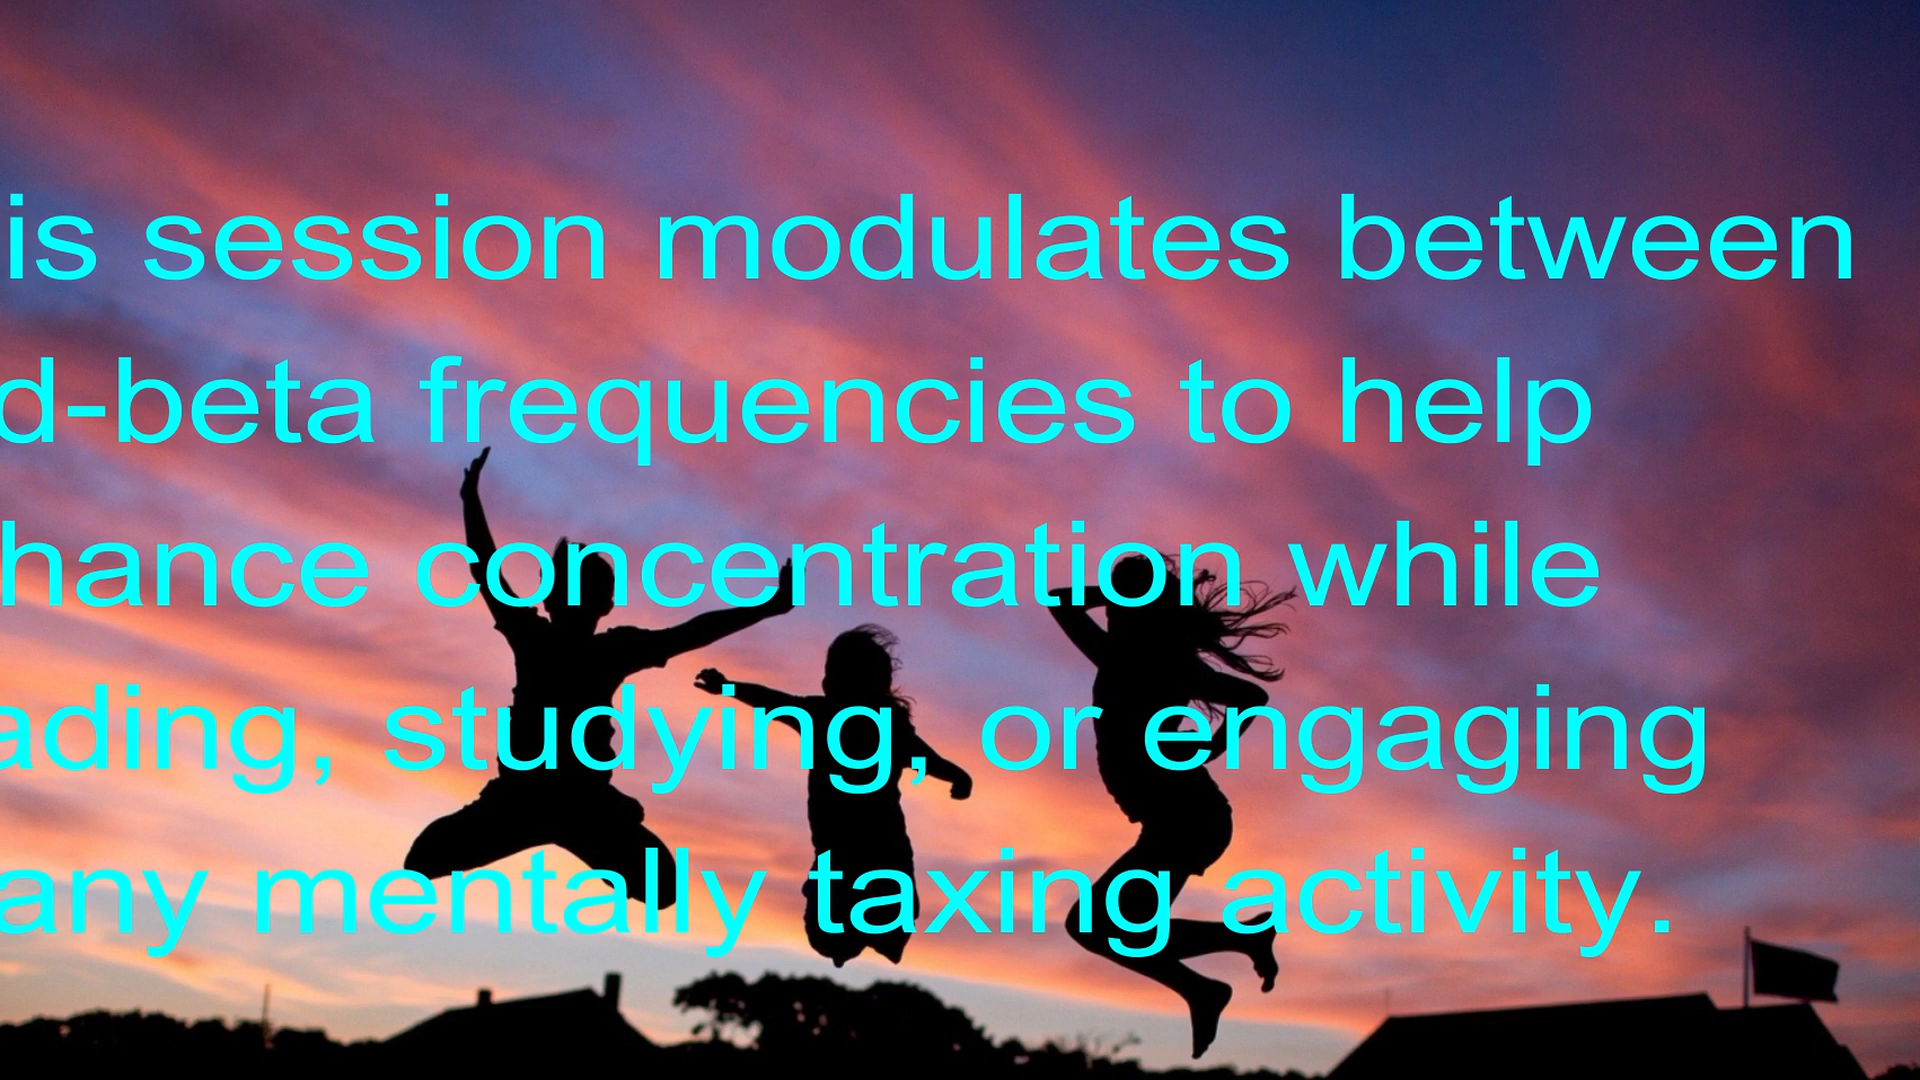 is session modulates between
d-beta frequencies to help
hance concentration while
ading, studying, or engaging
any mentally taxing activity.